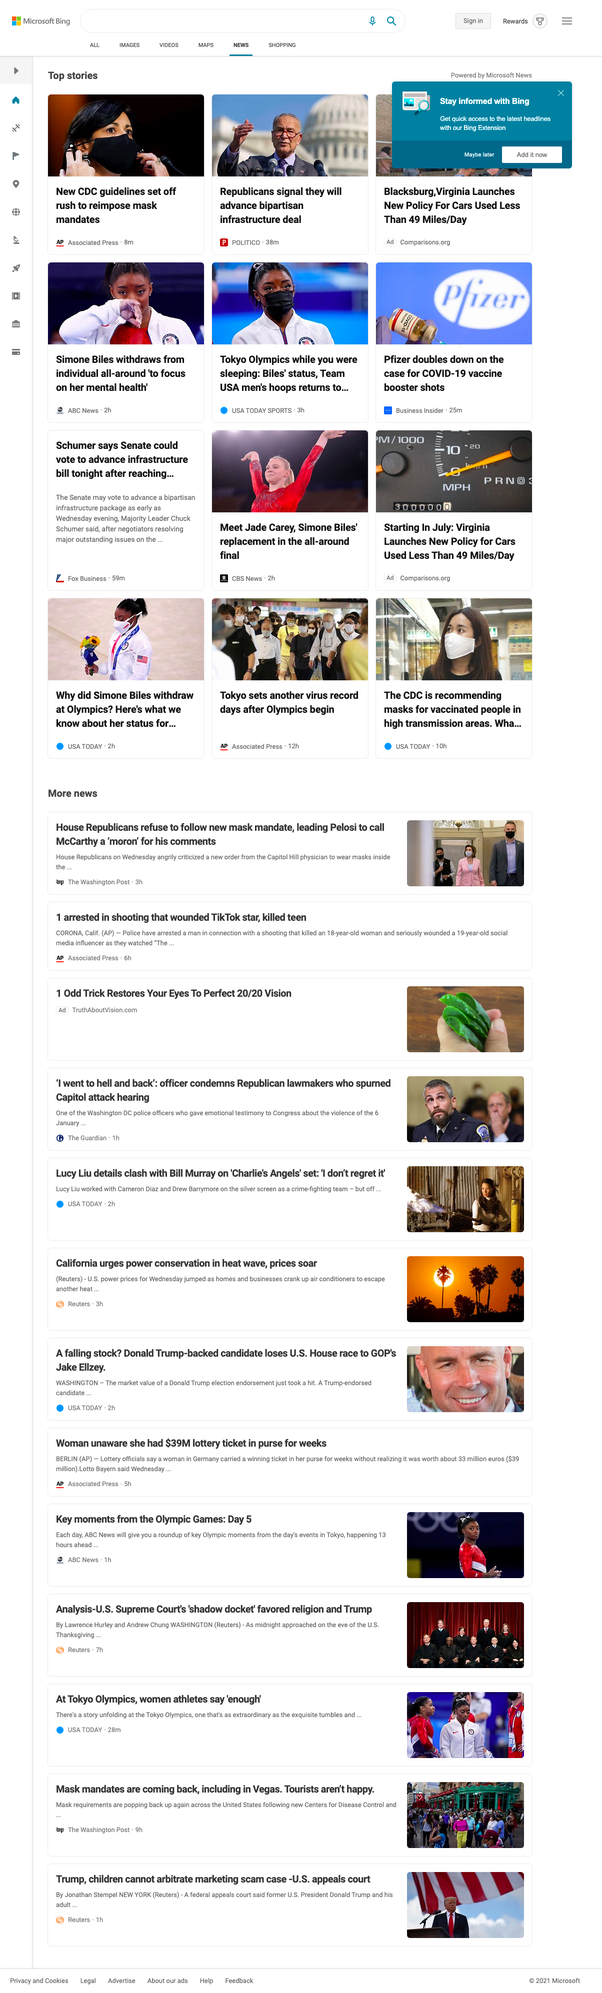 Microsoft Bing
Sign in
Rewards
ALL
IMAGES
VIDEOS
MAPS
NEWS
SHOPPING
Top stories
Powered by Microsoft News
Stay informed with Bing
Get quick access to the latest headlines
with our Bing Extension
Maybe later
Add it now
New CDC guidelines set off
rush to reimpose mask
mandates
AP Associated Press · 8m
Republicans signal they will
advance bipartisan
infrastructure deal
P POLITICO · 38m
Blacksburg,Virginia Launches
New Policy For Cars Used Less
Than 49 Miles/Day
Ad Comparisons.org
Simone Biles withdraws from
individual all-around 'to focus
on her mental health'
ABC News · 2h
Tokyo Olympics while you were
sleeping: Biles' status, Team
USA men's hoops returns to...
USA TODAY SPORTS · 3h
Pfizer
Pfizer doubles down on the
case for COVID-19 vaccine
booster shots
Business Insider · 25m
Schumer says Senate could
vote to advance infrastructure
bill tonight after reaching...
The Senate may vote to advance a bipartisan
infrastructure package as early as
Wednesday evening, Majority Leader Chuck
Schumer said, after negotiators resolving
major outstanding issues on the ...
Fox Business · 59m
Meet Jade Carey, Simone Biles'
replacement in the all-around
final
CBS News · 2h
PM/1000
10
20
MPH
PRN
Starting In July: Virginia
Launches New Policy for Cars
Used Less Than 49 Miles/Day
Ad Comparisons.org
Why did Simone Biles withdraw
at Olympics? Here's what we
know about her status for...
USA TODAY · 2h
Tokyo sets another virus record
days after Olympics begin
AP Associated Press · 12h
The CDC is recommending
masks for vaccinated people in
high transmission areas. Wha...
USA TODAY · 10h
More news
House Republicans refuse to follow new mask mandate, leading Pelosi to call
McCarthy a ‘moron’ for his comments
House Republicans on Wednesday angrily criticized a new order from the Capitol Hill physician to wear masks inside
the ...
wp The Washington Post · 3h
1 arrested in shooting that wounded TikTok star, killed teen
CORONA, Calif. (AP) — Police have arrested a man in connection with a shooting that killed an 18-year-old woman and seriously wounded a 19-year-old social
media influencer as they watched “The ...
AP Associated Press · 6h
1 Odd Trick Restores Your Eyes To Perfect 20/20 Vision
Ad TruthAboutVision.com
‘I went to hell and back’: officer condemns Republican lawmakers who spurned
Capitol attack hearing
One of the Washington DC police officers who gave emotional testimony to Congress about the violence of the 6
January ...
The Guardian · 1h
Lucy Liu details clash with Bill Murray on 'Charlie's Angels' set: 'I don't regret it'
Lucy Liu worked with Cameron Diaz and Drew Barrymore on the silver screen as a crime-fighting team – but off ...
USA TODAY · 2h
California urges power conservation in heat wave, prices soar
(Reuters) - U.S. power prices for Wednesday jumped as homes and businesses crank up air conditioners to escape
another heat ...
Reuters · 3h
A falling stock? Donald Trump-backed candidate loses U.S. House race to GOP's
Jake Ellzey.
WASHINGTON – The market value of a Donald Trump election endorsement just took a hit. A Trump-endorsed
candidate ...
USA TODAY · 2h
Woman unaware she had $39M lottery ticket in purse for weeks
BERLIN (AP) — Lottery officials say a woman in Germany carried a winning ticket in her purse for weeks without realizing it was worth about 33 million euros ($39
million).Lotto Bayern said Wednesday ...
AP Associated Press · 5h
Key moments from the Olympic Games: Day 5
Each day, ABC News will give you a roundup of key Olympic moments from the day's events in Tokyo, happening 13
hours ahead ...
ABC News · 1h
Analysis-U.S. Supreme Court's 'shadow docket' favored religion and Trump
By Lawrence Hurley and Andrew Chung WASHINGTON (Reuters) - As midnight approached on the eve of the U.S.
Thanksgiving ...
Reuters · 7h
At Tokyo Olympics, women athletes say 'enough'
There's a story unfolding at the Tokyo Olympics, one that's as extraordinary as the exquisite tumbles and ...
USA TODAY · 28m
Mask mandates are coming back, including in Vegas. Tourists aren’t happy.
Mask requirements are popping back up again across the United States following new Centers for Disease Control and
...
wp The Washington Post · 9h
Trump, children cannot arbitrate marketing scam case -U.S. appeals court
By Jonathan Stempel NEW YORK (Reuters) - A federal appeals court said former U.S. President Donald Trump and his
adult ...
Reuters · 1h
Privacy and Cookies
Legal
Advertise
About our ads
Help
Feedback
© 2021 Microsoft